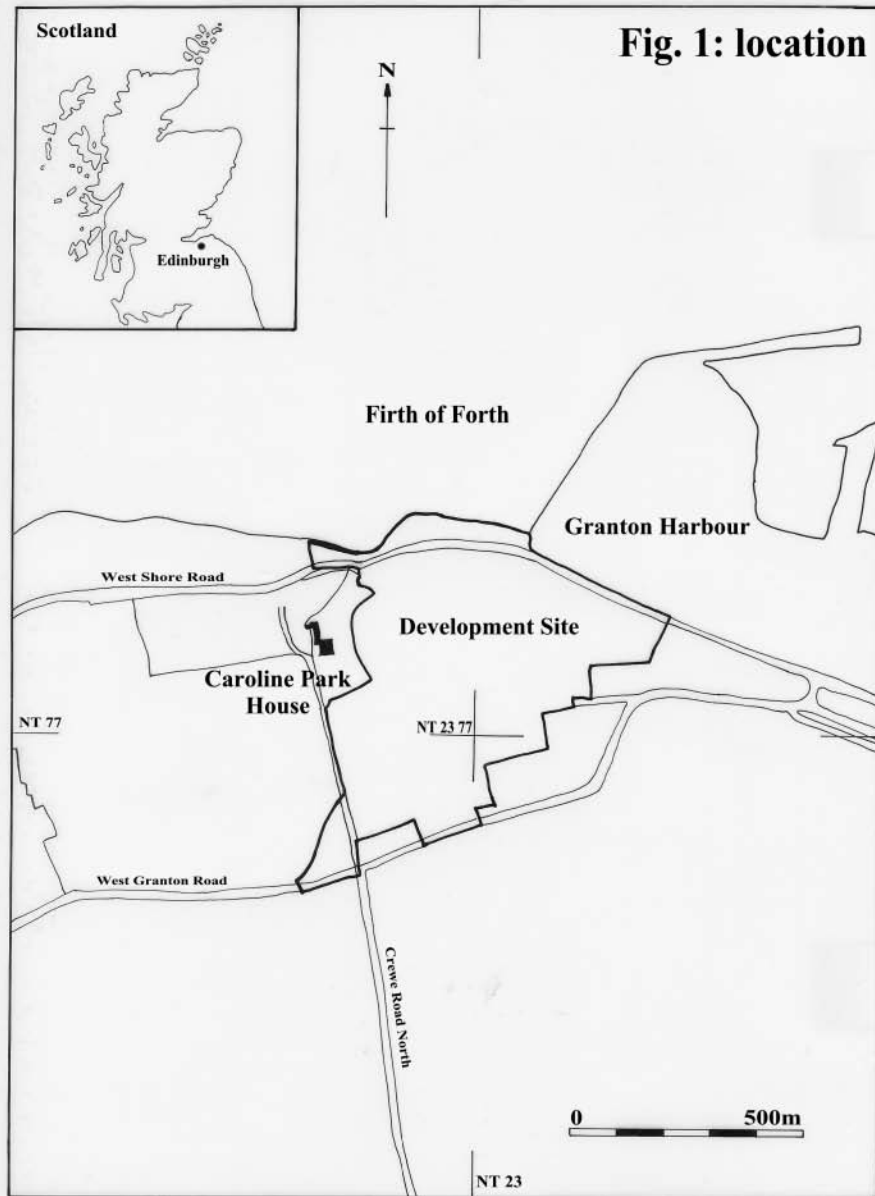 Fig. 1: location
Scotland
N
Edinburgh
Firth of Forth
Granton Harbour
West Shore Road
Development Site
Caroline Park
House
NT 77
NT 23 77
West Granton Road
Crewe Road North
0 500m
NT 23